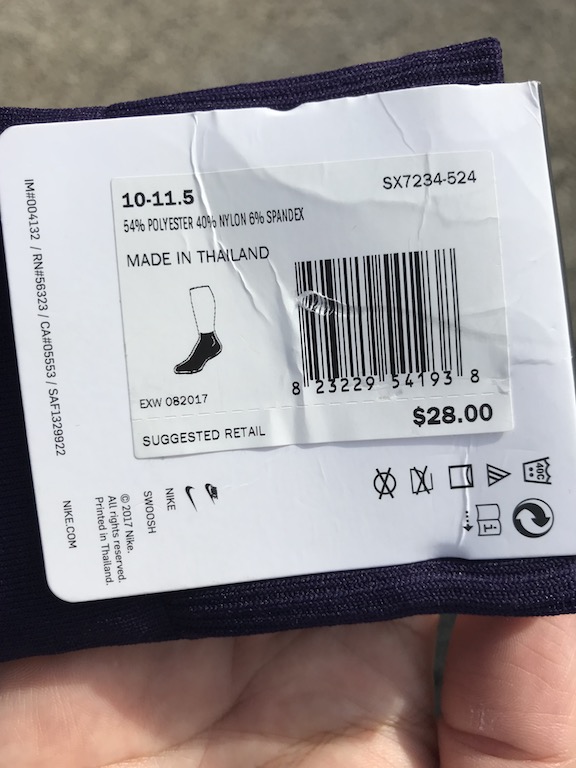 10-11.5
SX7234-524
54% POLYESTER 40% NYLON 6% SPANDEX
MADE IN THAILAND
8 23229 54193 8
EXW 082017
$28.00
SUGGESTED RETAIL
IM#004132 / RN#56323 / CA#05553 / SAF1329922
NIKE.COM
NIKE
SWOOSH
© 2017 Nike.
All rights reserved.
Printed in Thailand.
40C
1